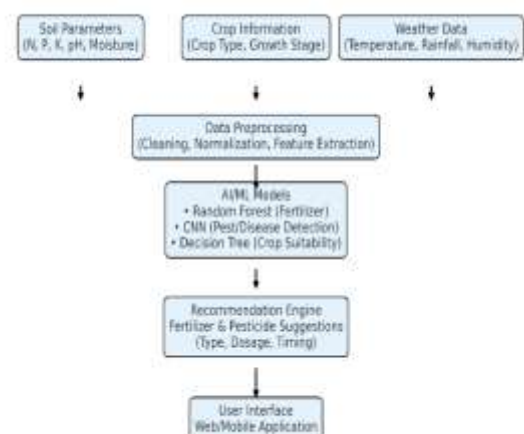 Soil Parameters
(N, P, K, pH, Moisture)
Crop Information
(Crop Type, Growth Stage)
Weather Data
(Temperature, Rainfall, Humidity)
Data Preprocessing
(Cleaning, Normalization, Feature Extraction)
AI/ML Models
• Random Forest (Fertilizer)
• CNN (Pest/Disease Detection)
• Decision Tree (Crop Suitability)
Recommendation Engine
Fertilizer & Pesticide Suggestions
(Type, Dosage, Timing)
User Interface
Web/Mobile Application